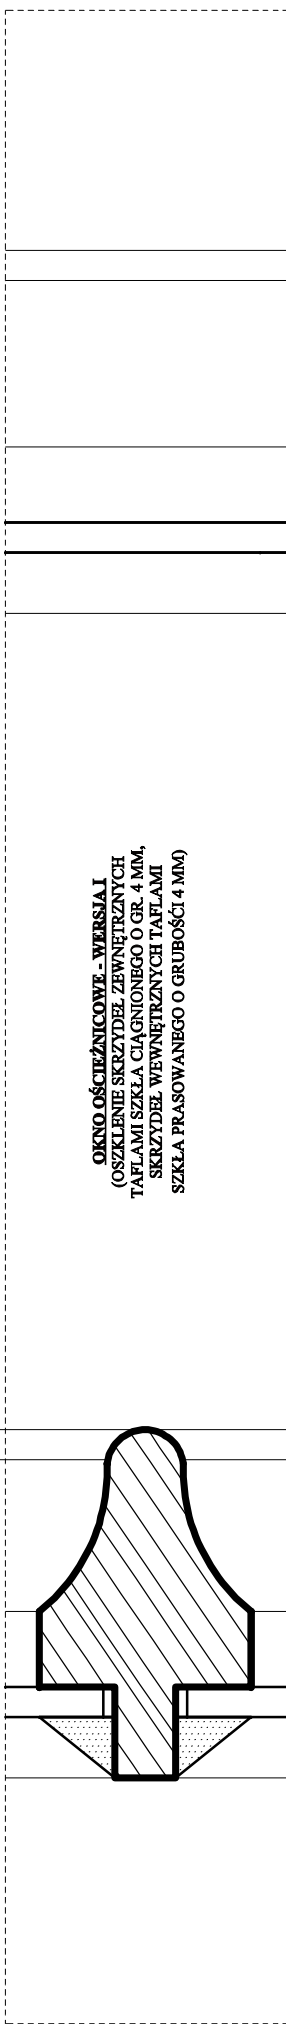 OKNO OŚCIEŻNICOWE - WERSJA I
(OSZKLENIE SKRZYDEŁ ZEWNĘTRZNYCH
TAFLAMI SZKŁA CIĄGNIONEGO O GR. 4 MM,
SKRZYDEŁ WEWNĘTRZNYCH TAFLAMI
SZKŁA PRASOWANEGO O GRUBOŚĆI 4 MM)